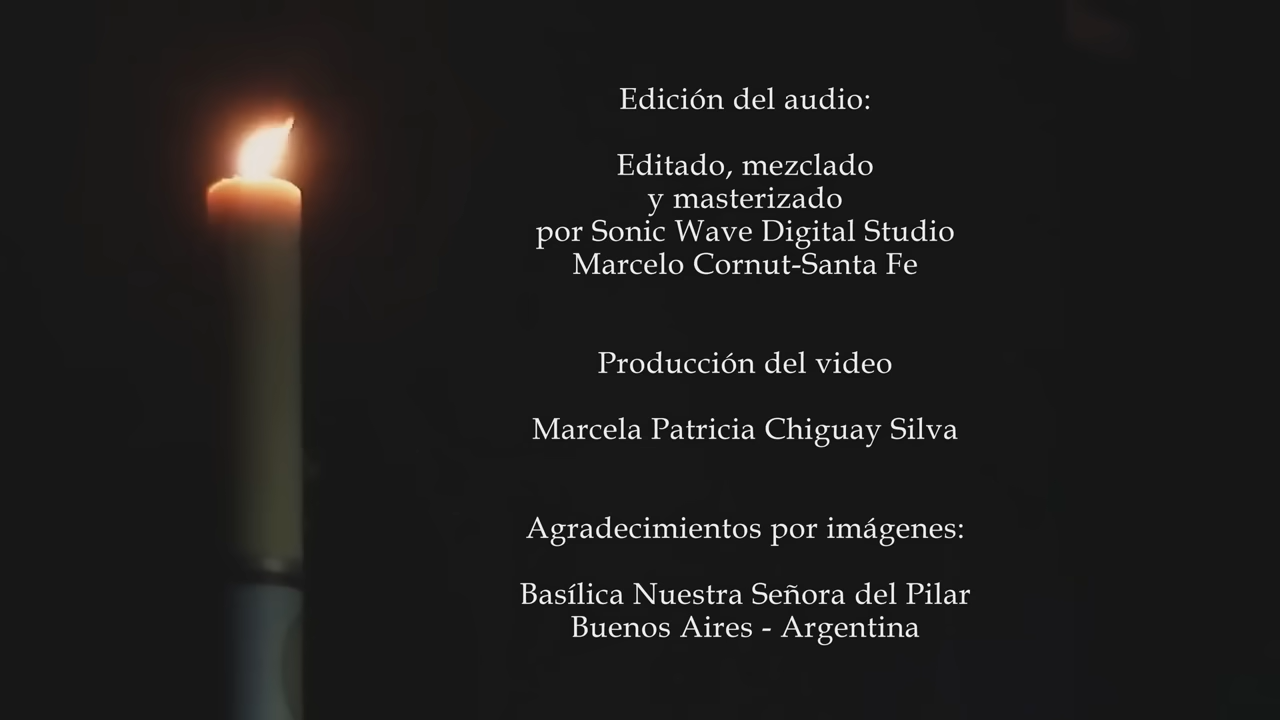 Edición del audio:
Editado, mezclado
y masterizado
por Sonic Wave Digital Studio
Marcelo Cornut-Santa Fe
Producción del video
Marcela Patricia Chiguay Silva
Agradecimientos por imágenes:
Basílica Nuestra Señora del Pilar
Buenos Aires - Argentina